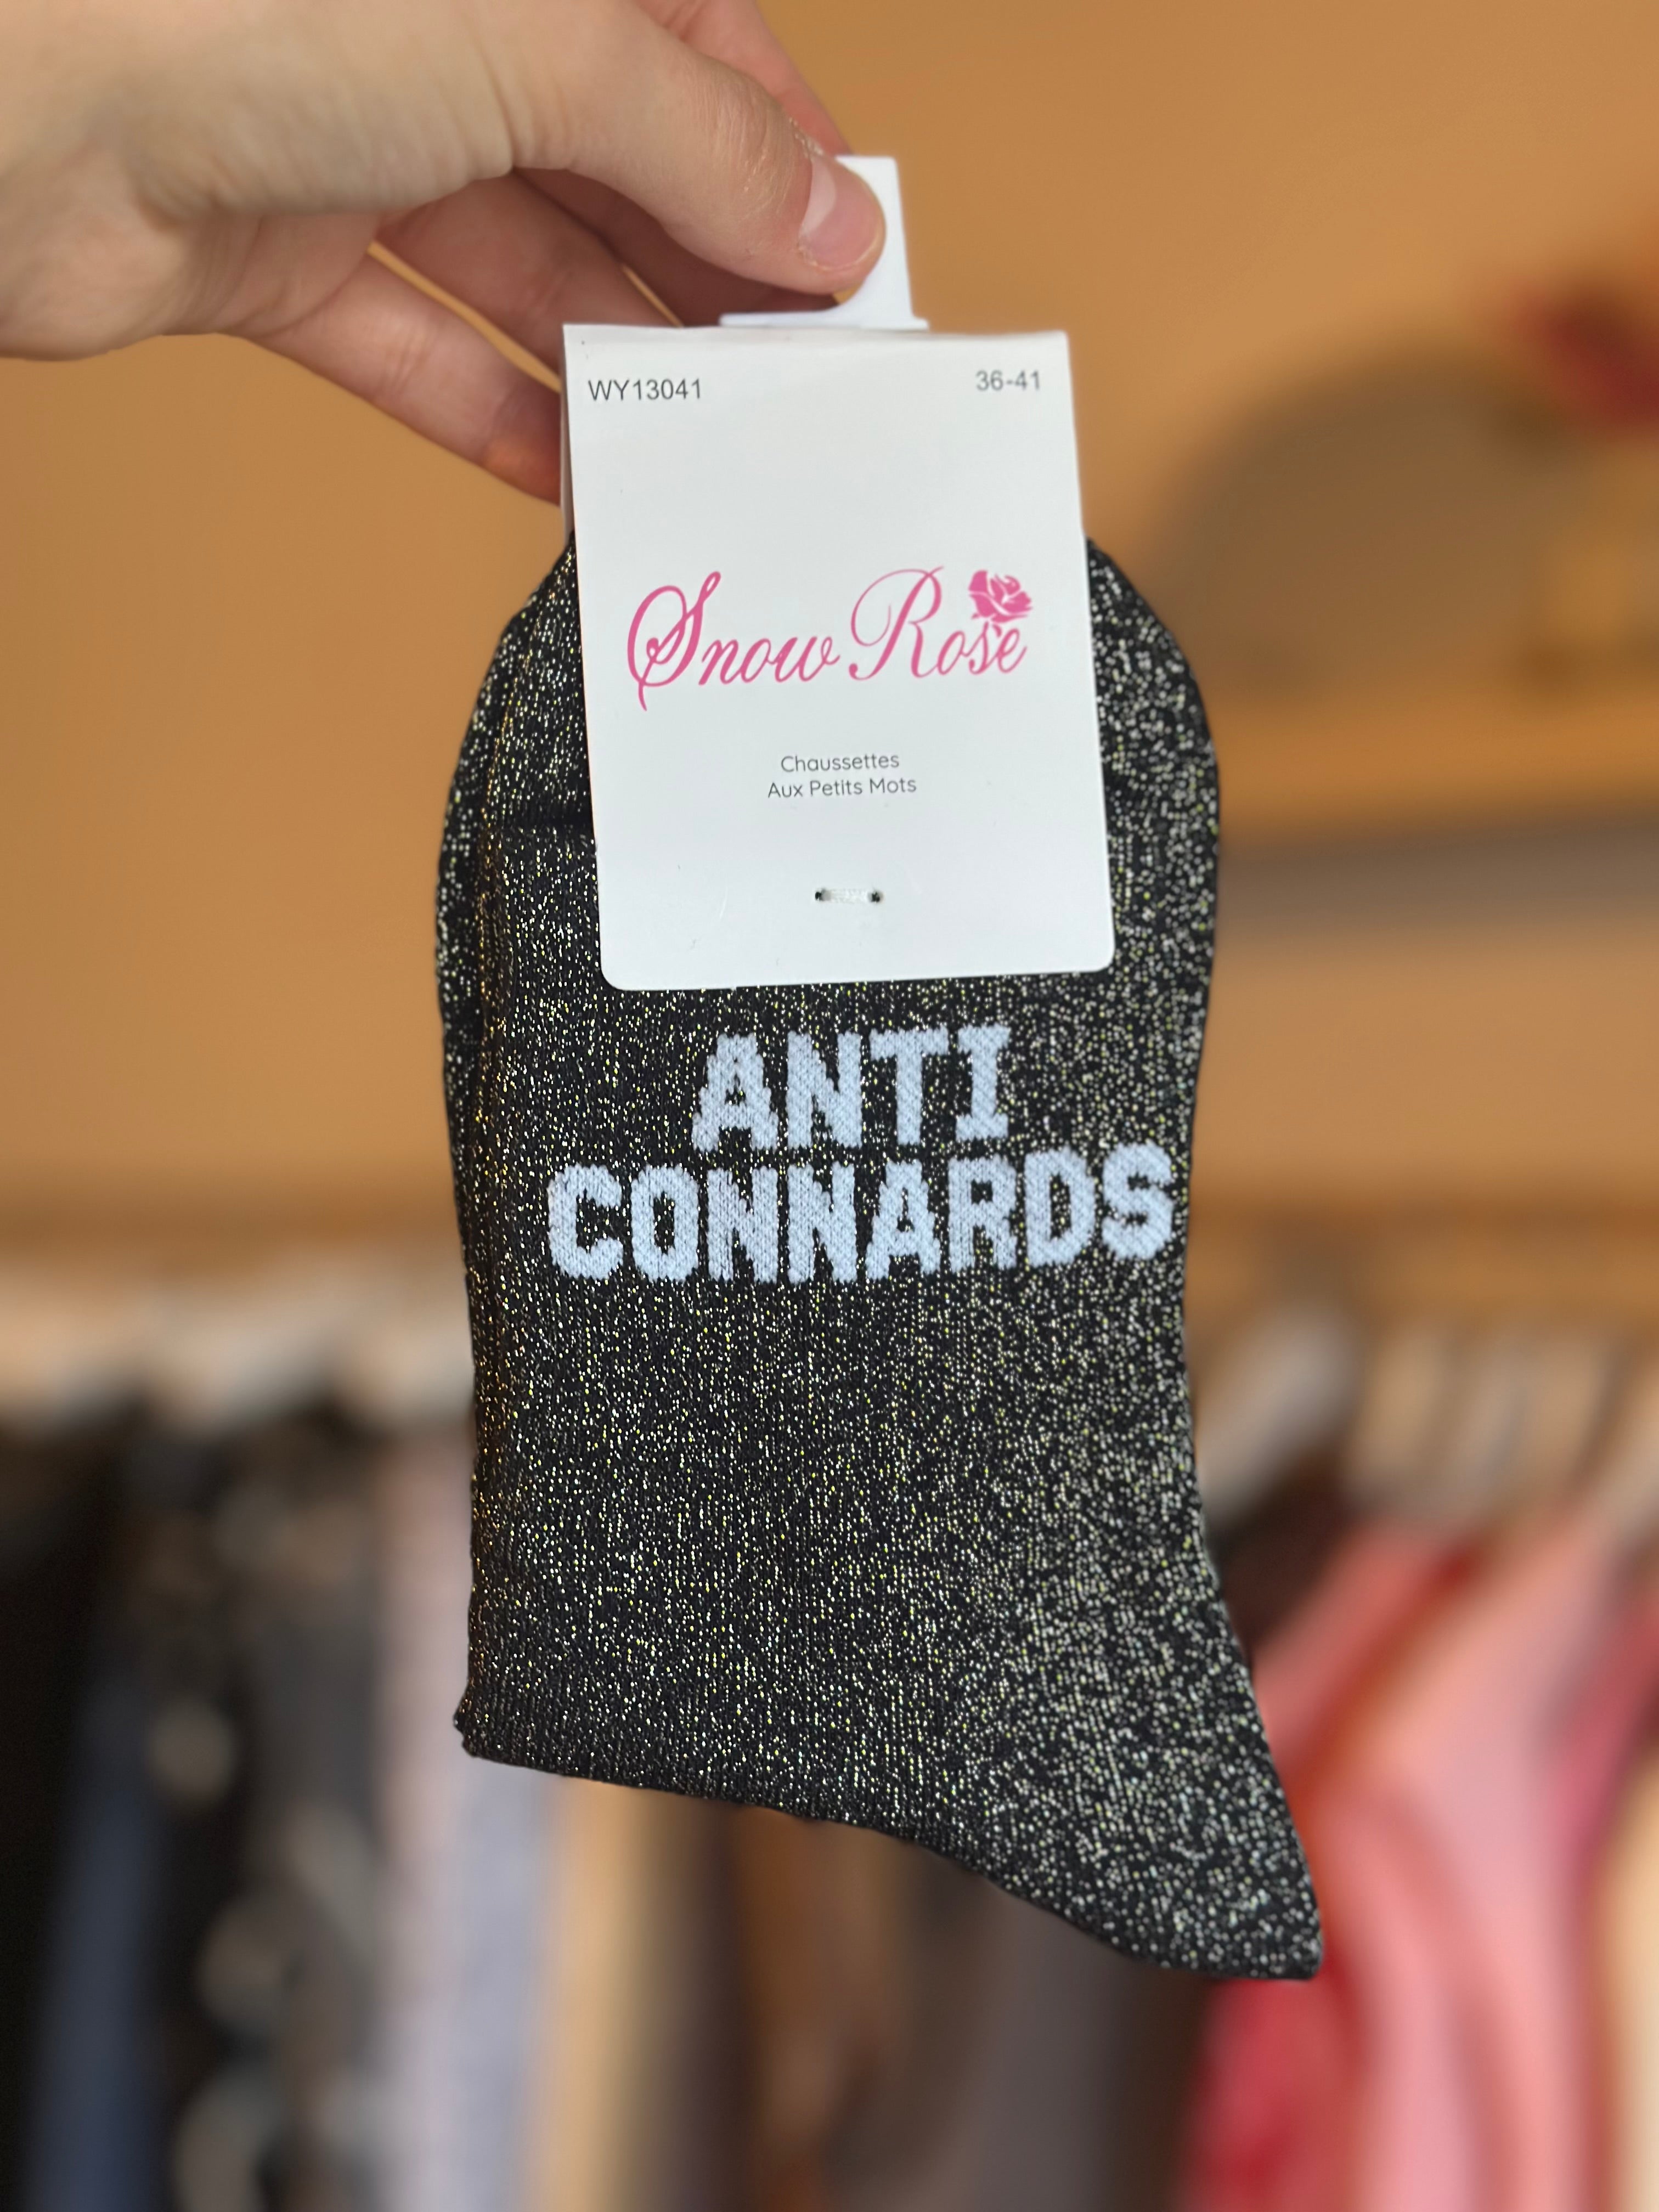 WY13041 36-41
Snow Rose
Chaussettes
Aux Petits Mots
ANTI
CONNARDS